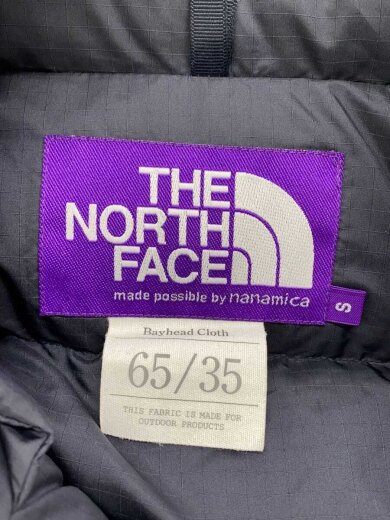 THE
NORTH
FACE
made possible by nanamica
S
Bayhead Cloth
65/35
THIS FABRIC IS MADE FOR
OUTDOOR PRODUCTS